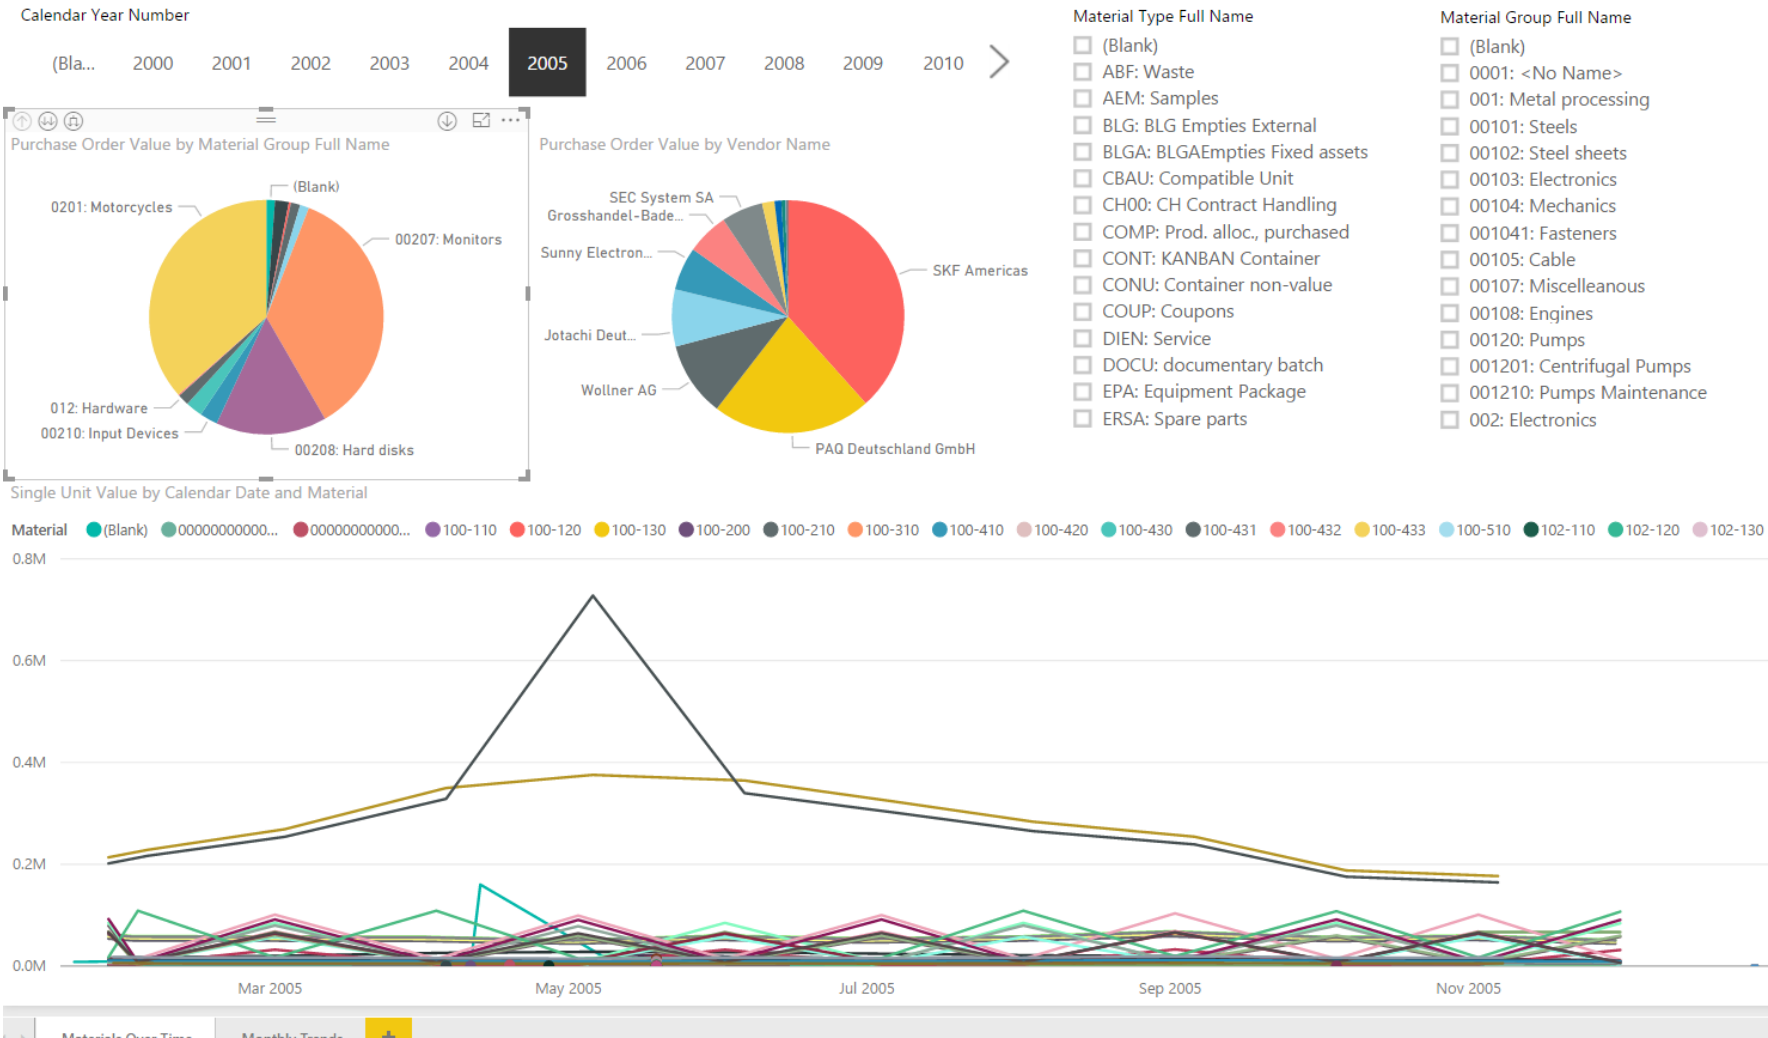 Calendar Year Number
(Bla... 2000 2001 2002 2003 2004 2005 2006 2007 2008 2009 2010
Purchase Order Value by Material Group Full Name
(Blank)
0201: Motorcycles
00207: Monitors
012: Hardware
00210: Input Devices
00208: Hard disks
Purchase Order Value by Vendor Name
SEC System SA
Grosshandel-Bade...
Sunny Electron...
SKF Americas
Jotachi Deut...
Wollner AG
PAQ Deutschland GmbH
Material Type Full Name
(Blank)
ABF: Waste
AEM: Samples
BLG: BLG Empties External
BLGA: BLGAEmpties Fixed assets
CBAU: Compatible Unit
CH00: CH Contract Handling
COMP: Prod. alloc., purchased
CONT: KANBAN Container
CONU: Container non-value
COUP: Coupons
DIEN: Service
DOCU: documentary batch
EPA: Equipment Package
ERSA: Spare parts
Material Group Full Name
(Blank)
0001: <No Name>
001: Metal processing
00101: Steels
00102: Steel sheets
00103: Electronics
00104: Mechanics
001041: Fasteners
00105: Cable
00107: Miscelleanous
00108: Engines
00120: Pumps
001201: Centrifugal Pumps
001210: Pumps Maintenance
002: Electronics
Single Unit Value by Calendar Date and Material
Material (Blank) 00000000000... 00000000000... 100-110 100-120 100-130 100-200 100-210 100-310 100-410 100-420 100-430 100-431 100-432 100-433 100-510 102-110 102-120 102-130
0.8M
0.6M
0.4M
0.2M
0.0M
Mar 2005 May 2005 Jul 2005 Sep 2005 Nov 2005
Materials Over Time Monthly Trends +